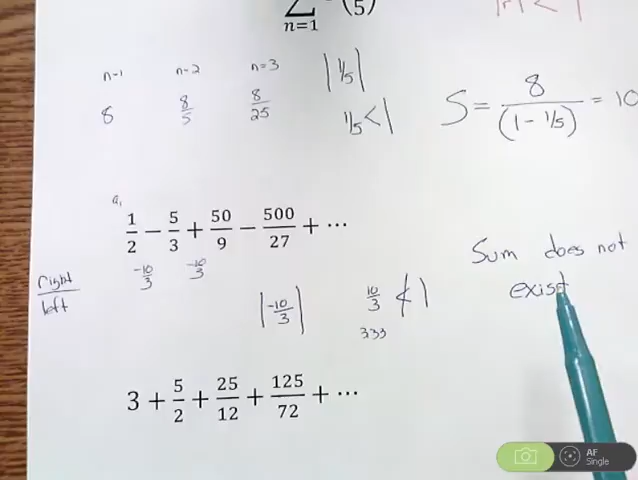 ∑ (5)
n=1
|r| < 1
n-1 n-2 n=3 |1/5|
8 8/5 8/25 1/5 < 1
S = 8/(1 - 1/5) = 10
a₁
1/2 − 5/3 + 50/9 − 500/27 + ⋯
-10/3 -10/3
right/left
|-10/3| 10/3 ≮ 1
333
Sum does not
exist
3 + 5/2 + 25/12 + 125/72 + ⋯
AF
Single